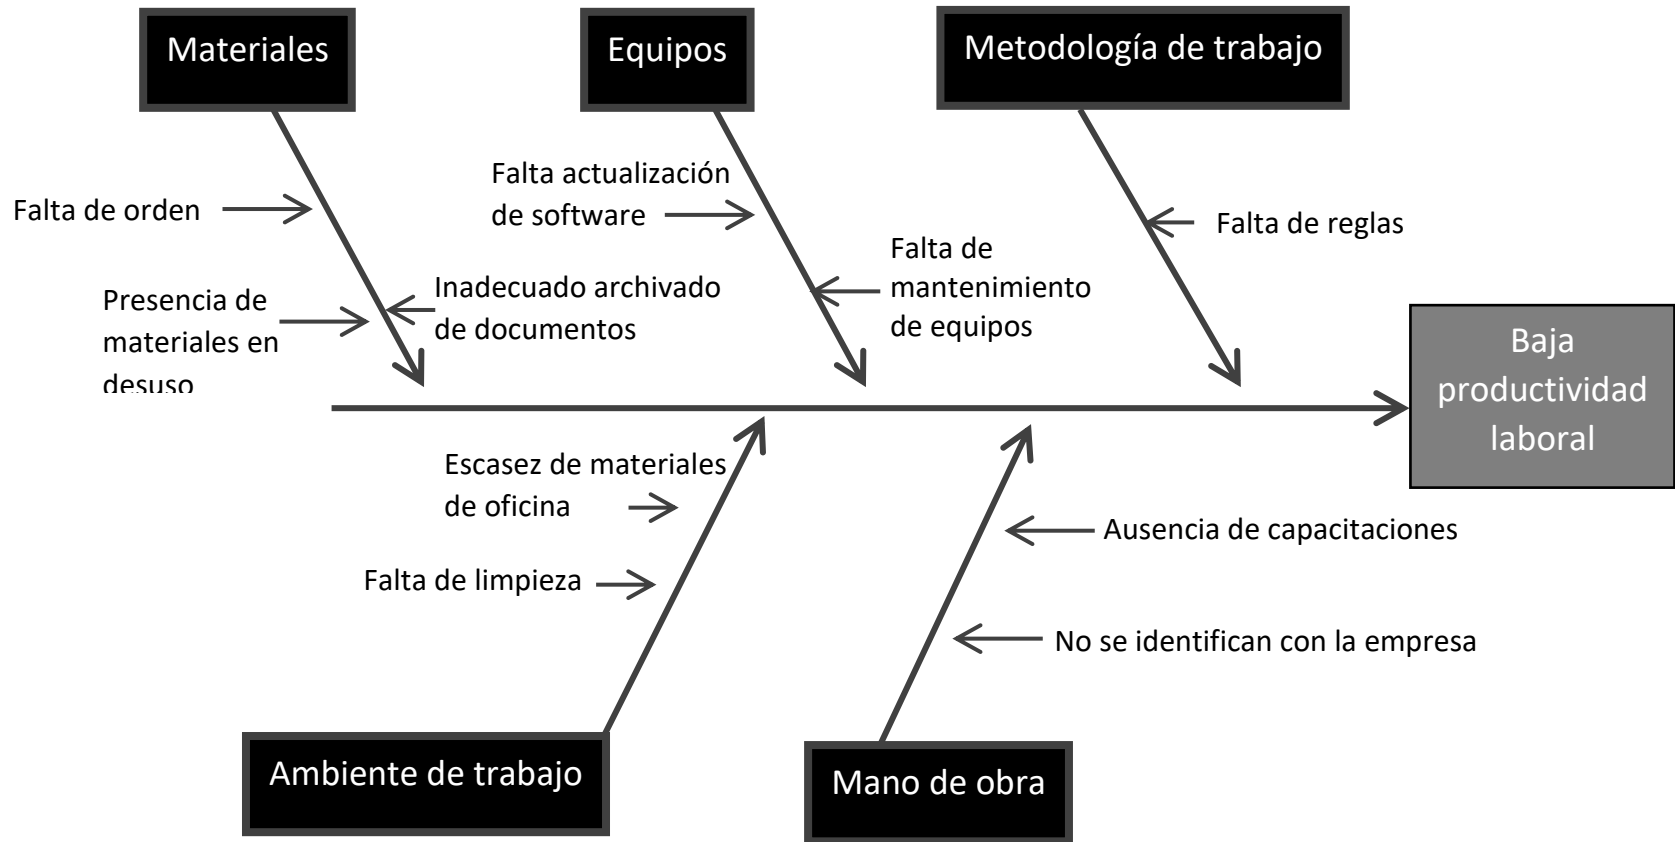 Materiales
Equipos
Metodología de trabajo
Falta de orden
Presencia de
materiales en
desuso
Inadecuado archivado
de documentos
Falta actualización
de software
Falta de
mantenimiento
de equipos
Falta de reglas
Baja
productividad
laboral
Escasez de materiales
de oficina
Falta de limpieza
Ausencia de capacitaciones
No se identifican con la empresa
Ambiente de trabajo
Mano de obra